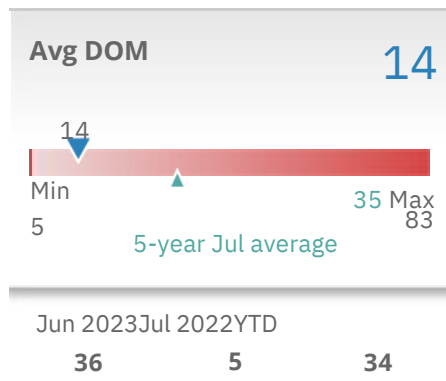 Avg DOM 14
14
Min 35 Max
5 83
5-year Jul average
Jun 2023Jul 2022YTD
36 5 34